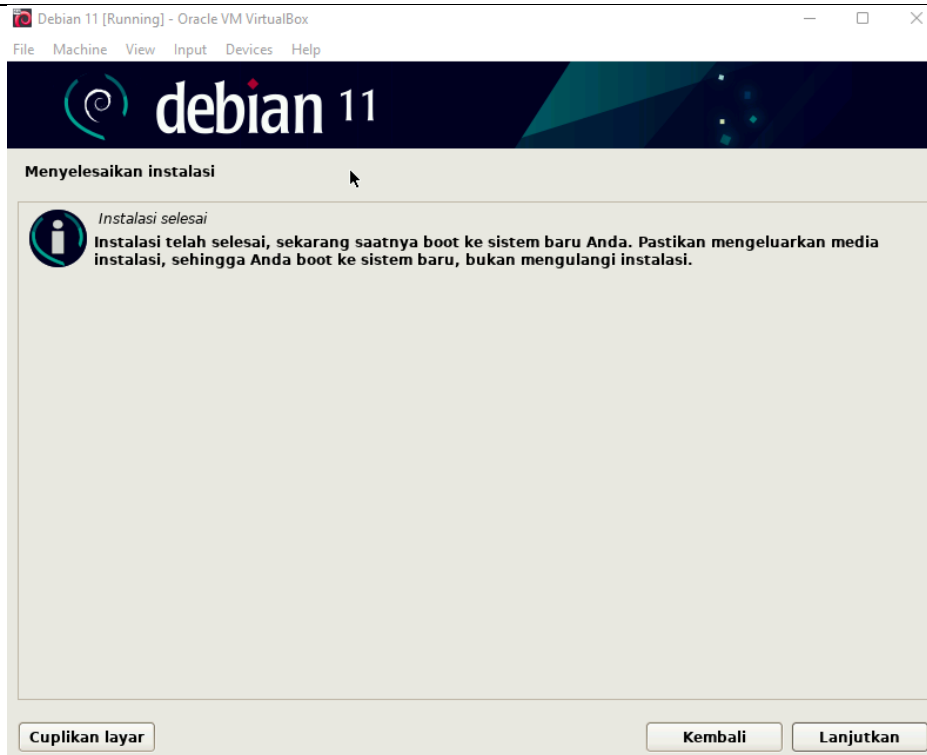 Debian 11 [Running] - Oracle VM VirtualBox
File Machine View Input Devices Help
debian 11
Menyelesaikan instalasi
Instalasi selesai
Instalasi telah selesai, sekarang saatnya boot ke sistem baru Anda. Pastikan mengeluarkan media
instalasi, sehingga Anda boot ke sistem baru, bukan mengulangi instalasi.
Cuplikan layar Kembali Lanjutkan